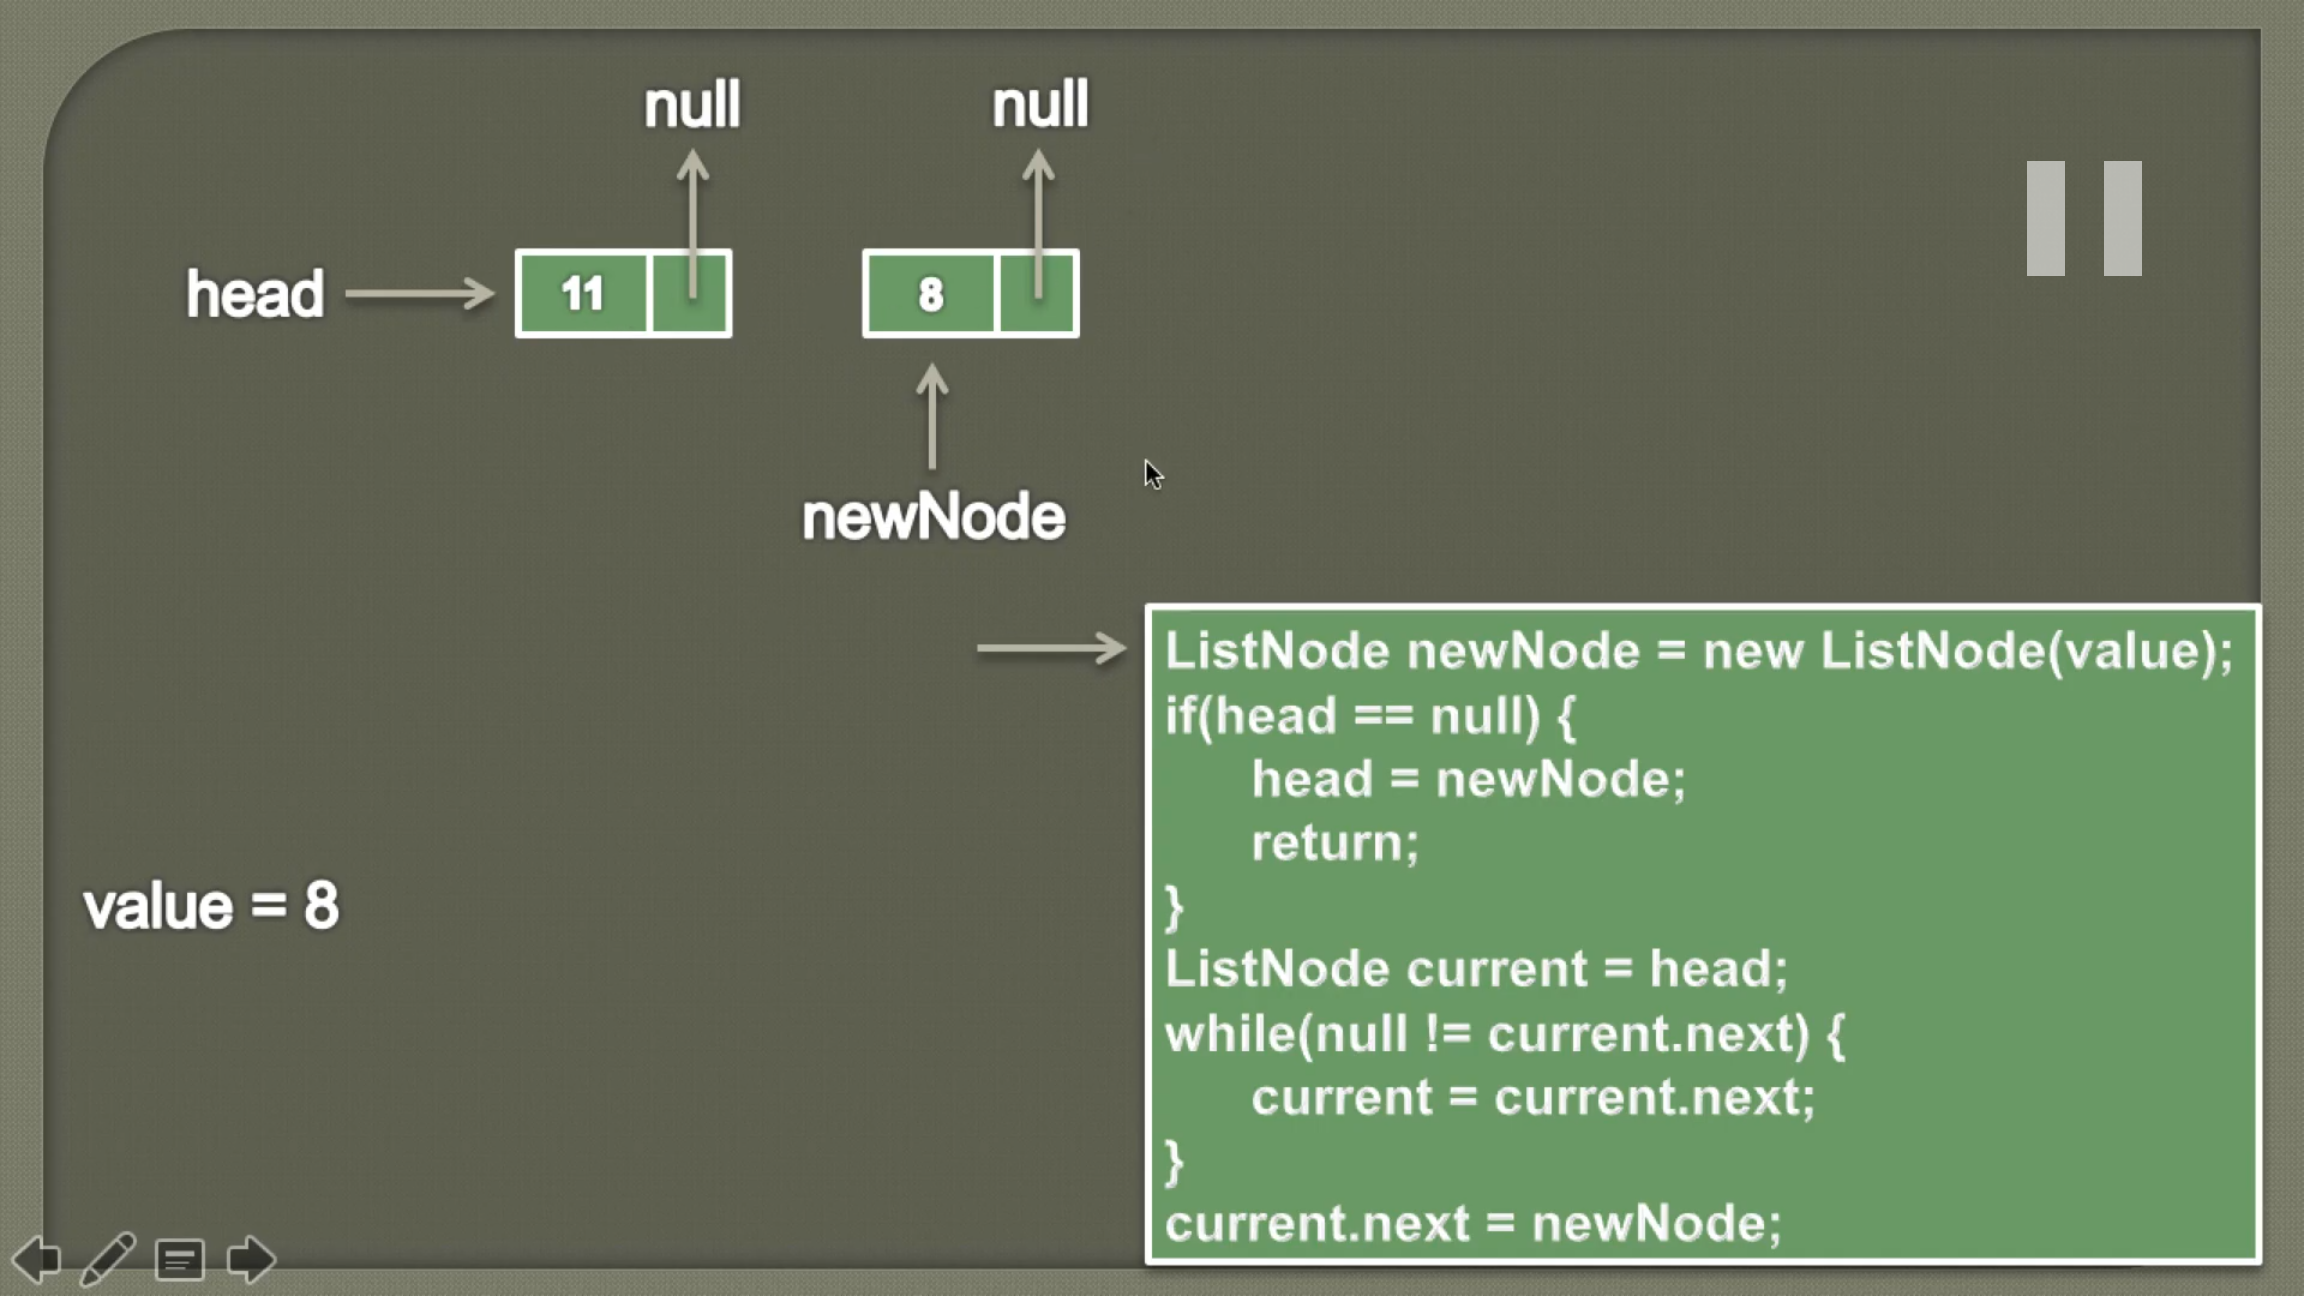 null
null
head
11
8
newNode
ListNode newNode = new ListNode(value);
if(head == null) {
head = newNode;
return;
}
value = 8
ListNode current = head;
while(null != current.next) {
current = current.next;
}
current.next = newNode;